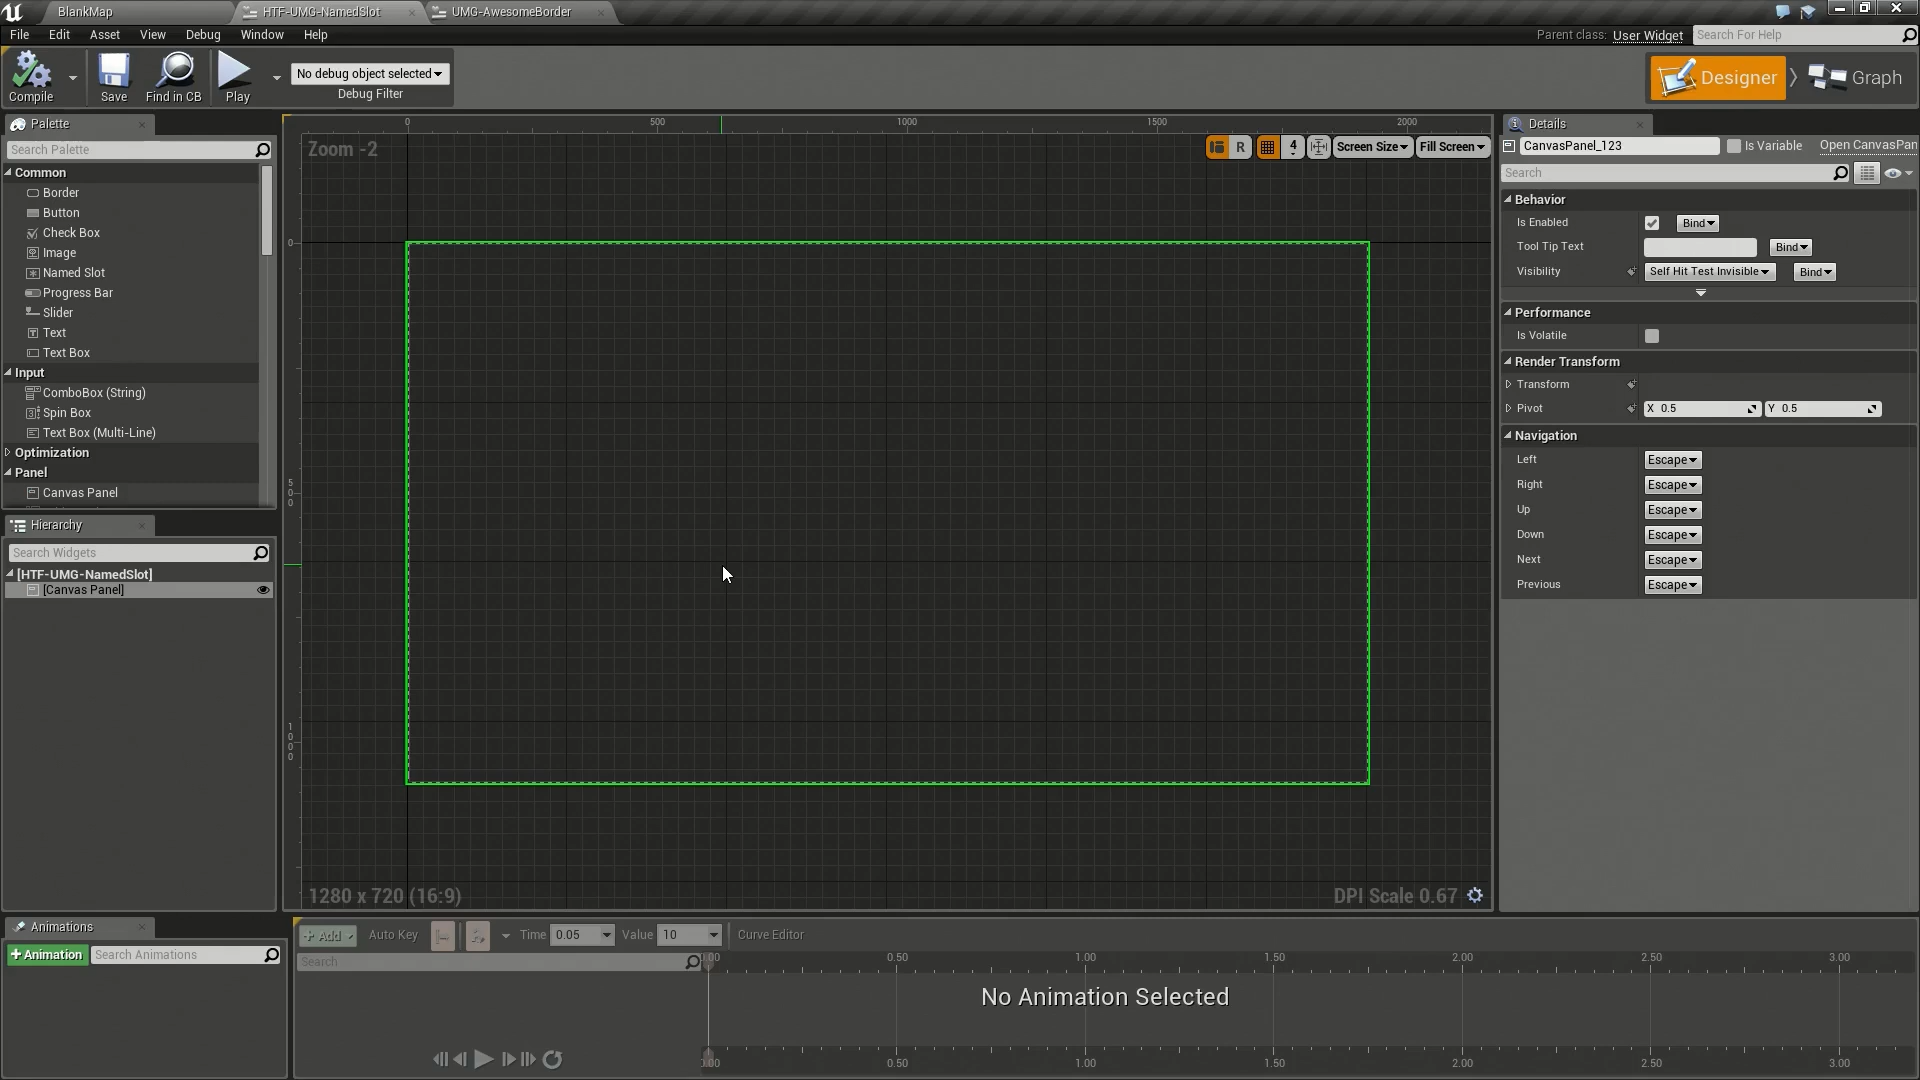 BlankMap
HTF-UMG-NamedSlot
UMG-AwesomeBorder
File Edit Asset View Debug Window Help
Parent class: User Widget
Search For Help
Compile
Save
Find in CB
Play
No debug object selected
Debug Filter
Designer
Graph
Palette
Search Palette
Common
Border
Button
Check Box
Image
Named Slot
Progress Bar
Slider
Text
Text Box
Input
ComboBox (String)
Spin Box
Text Box (Multi-Line)
Optimization
Panel
Canvas Panel
Hierarchy
Search Widgets
[HTF-UMG-NamedSlot]
[Canvas Panel]
0 500 1000 1500 2000
Zoom -2
R
4
Screen Size
Fill Screen
0
500
1000
1280 x 720 (16:9)
DPI Scale 0.67
Details
CanvasPanel_123
Is Variable
Open CanvasPan
Search
Behavior
Is Enabled Bind
Tool Tip Text Bind
Visibility Self Hit Test Invisible Bind
Performance
Is Volatile
Render Transform
Transform
Pivot X 0.5 Y 0.5
Navigation
Left Escape
Right Escape
Up Escape
Down Escape
Next Escape
Previous Escape
Animations
+ Animation
Search Animations
+ Add
Auto Key
Time 0.05
Value 10
Curve Editor
Search
0.50 1.00 1.50 2.00 2.50 3.00
No Animation Selected
0.50 1.00 1.50 2.00 2.50 3.00